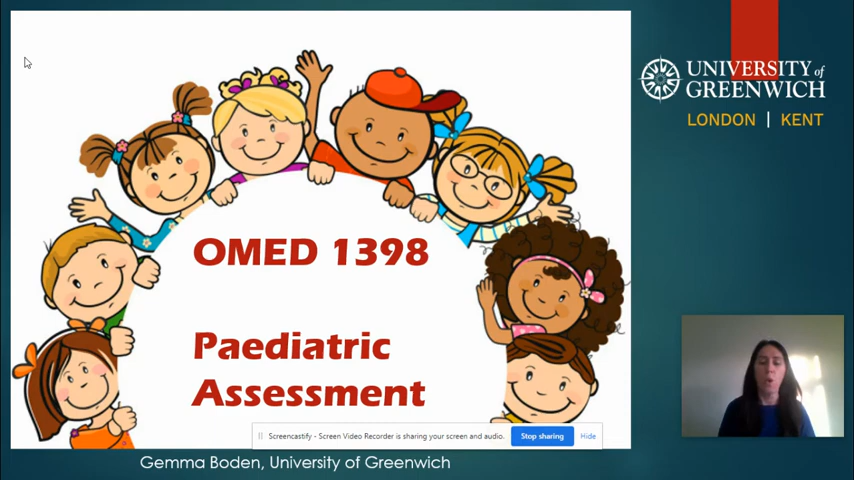 UNIVERSITY of
GREENWICH
LONDON | KENT
OMED 1398
Paediatric
Assessment
Screencastify - Screen Video Recorder is sharing your screen and audio.
Stop sharing
Hide
Gemma Boden, University of Greenwich